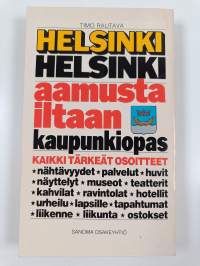 TIMO RAUTAVA
HELSINKI
HELSINKI
aamusta
iltaan
kaupunkiopas
KAIKKI TÄRKEÄT OSOITTEET
★ nähtävyydet ★ palvelut ★ huvit
★ näyttelyt ★ museot ★ teatterit
★ kahvilat ★ ravintolat ★ hotellit
★ urheilu ★ lapsille ★ tapahtumat
★ liikenne ★ liikunta ★ ostokset
SANOMA OSAKEYHTIÖ